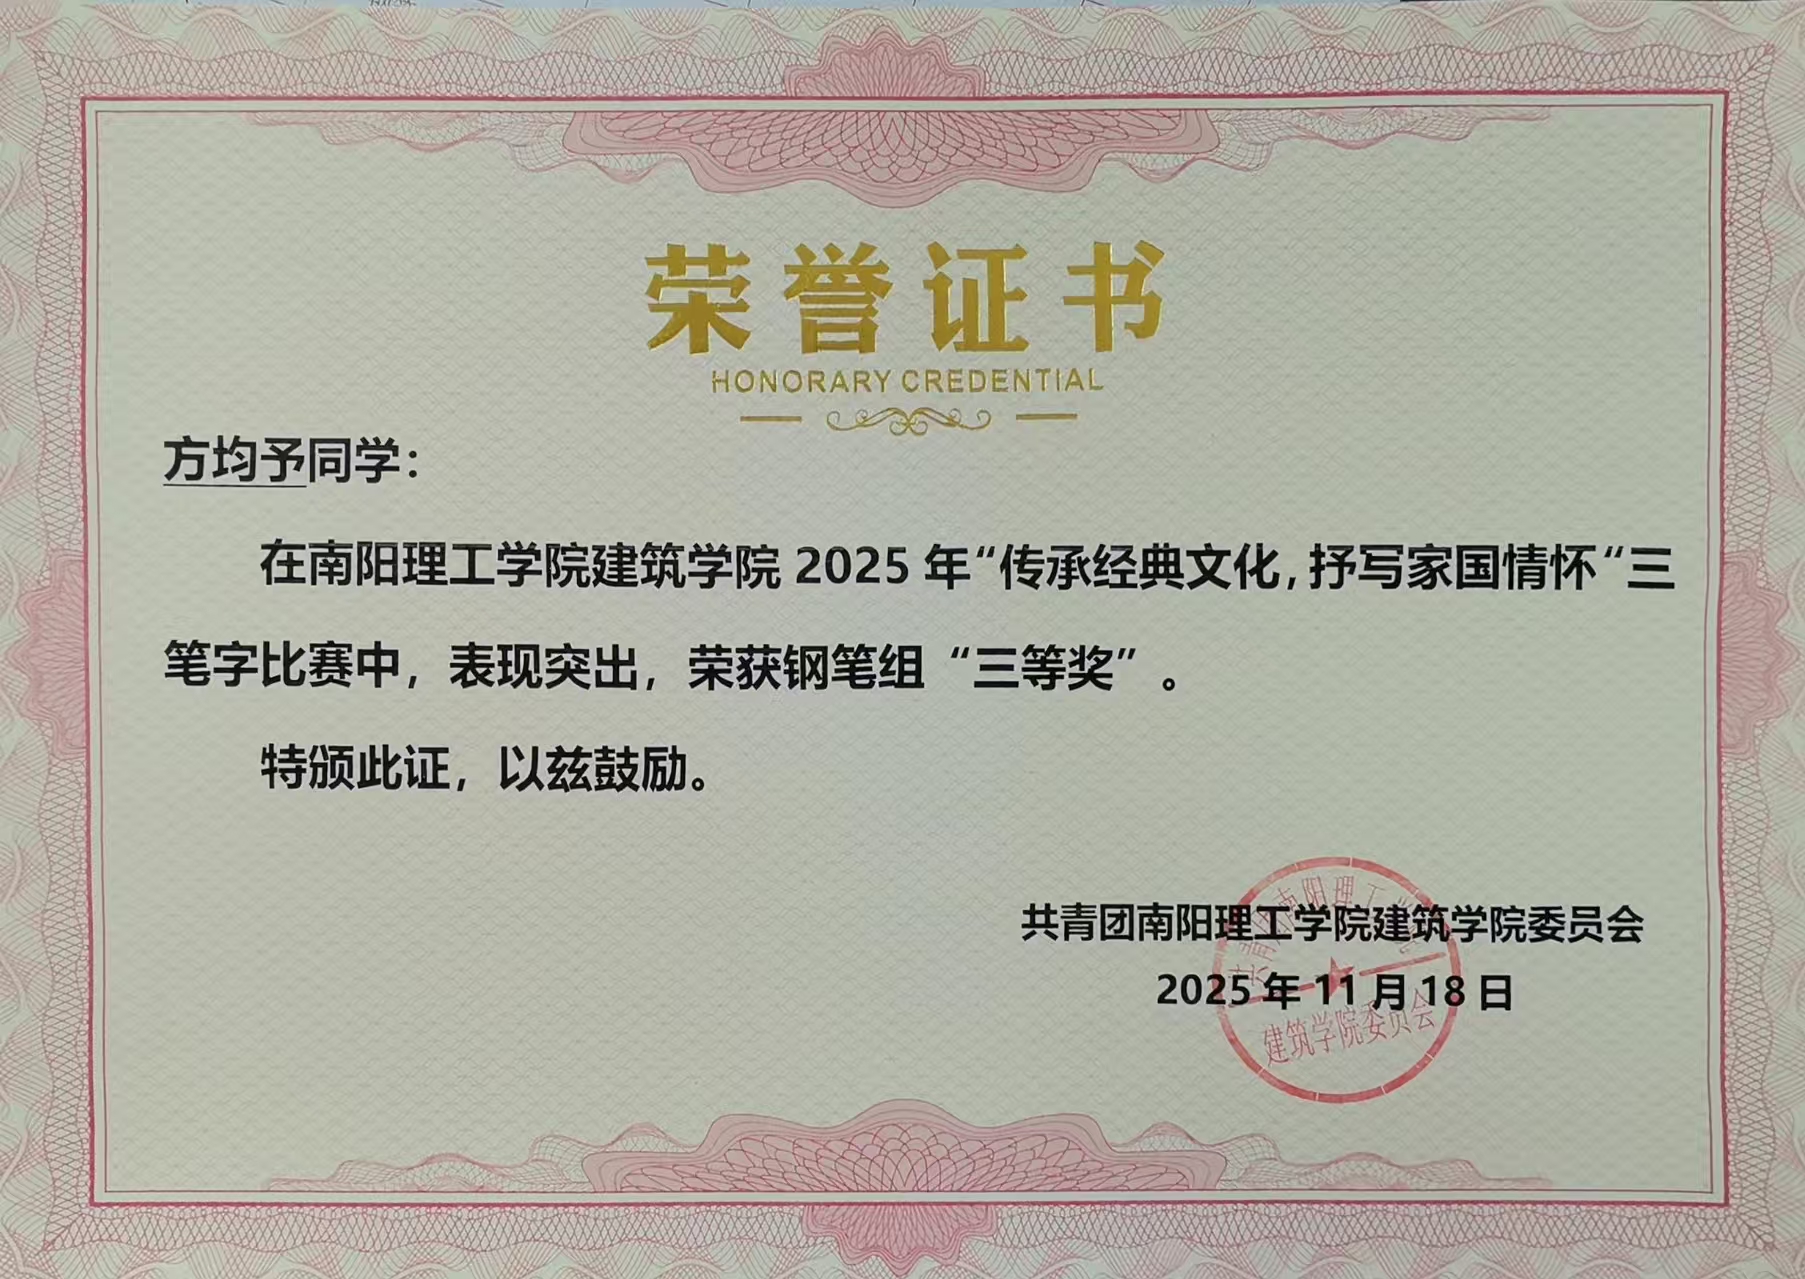 荣誉证书
HONORARY CREDENTIAL
方均予同学：
在南阳理工学院建筑学院 2025 年“传承经典文化，抒写家国情怀“三
笔字比赛中，表现突出，荣获钢笔组“三等奖”。
特颁此证，以兹鼓励。
共青团南阳理工学院建筑学院委员会
2025 年 11 月 18 日
建筑学院委员会